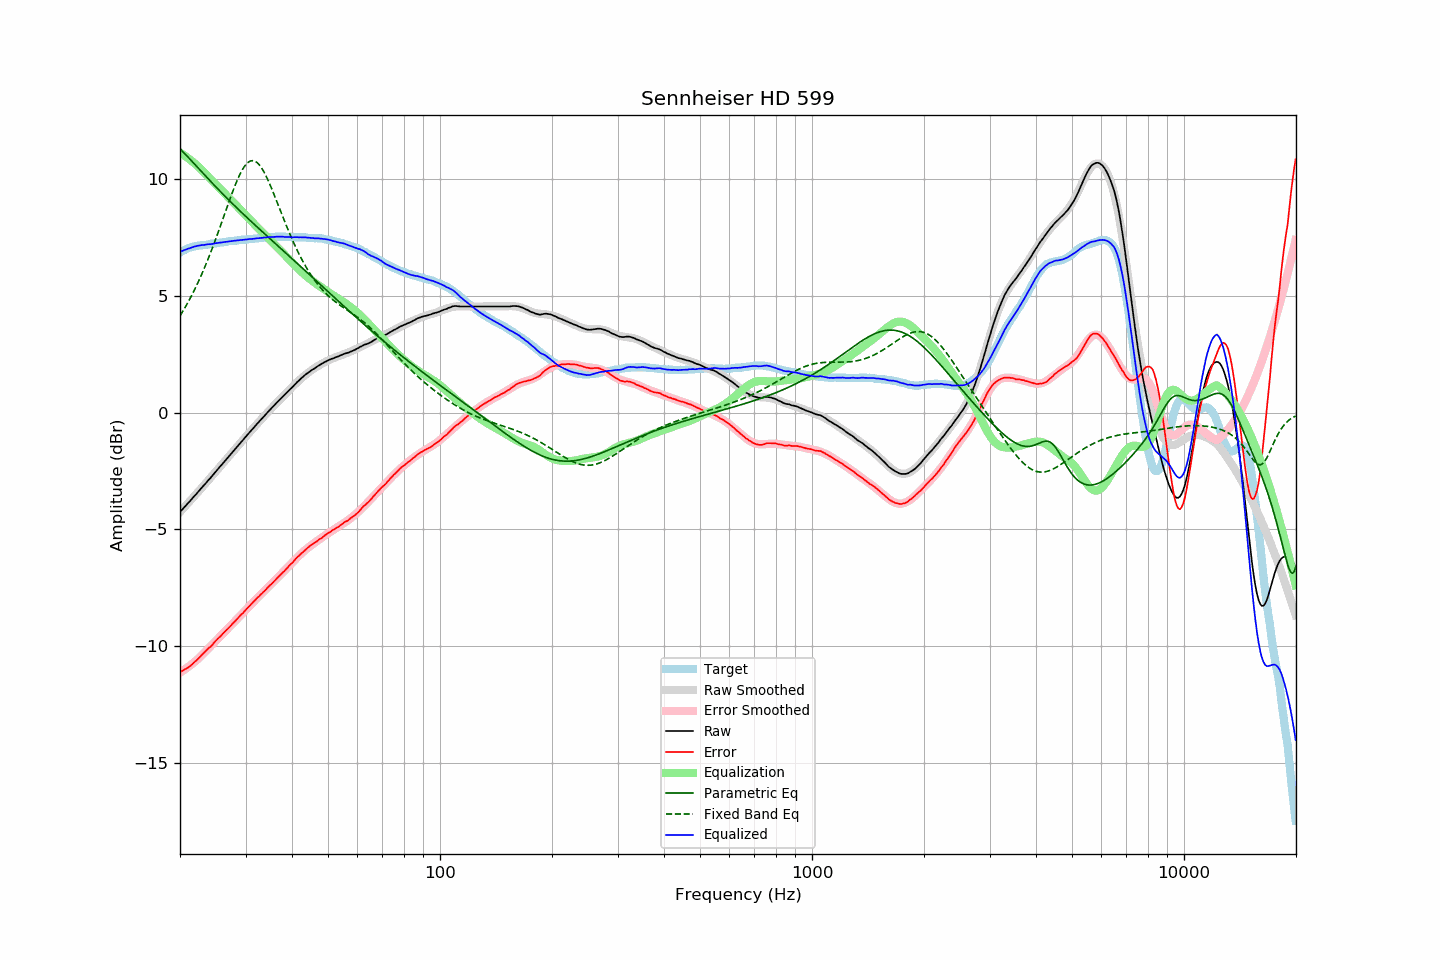 Sennheiser HD 599
Amplitude (dBr)
10
5
0
−5
−10
−15
Target
Raw Smoothed
Error Smoothed
Raw
Error
Equalization
Parametric Eq
Fixed Band Eq
Equalized
100
1000
10000
Frequency (Hz)